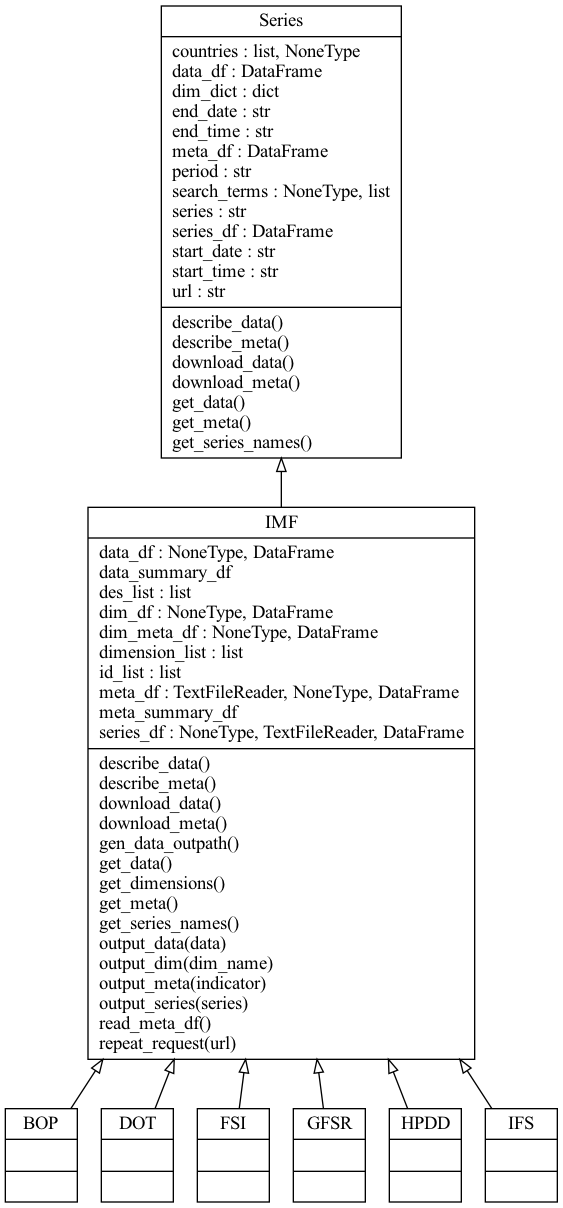 Series
countries : list, NoneType
data_df : DataFrame
dim_dict : dict
end_date : str
end_time : str
meta_df : DataFrame
period : str
search_terms : NoneType, list
series : str
series_df : DataFrame
start_date : str
start_time : str
url : str
describe_data()
describe_meta()
download_data()
download_meta()
get_data()
get_meta()
get_series_names()
IMF
data_df : NoneType, DataFrame
data_summary_df
des_list : list
dim_df : NoneType, DataFrame
dim_meta_df : NoneType, DataFrame
dimension_list : list
id_list : list
meta_df : TextFileReader, NoneType, DataFrame
meta_summary_df
series_df : NoneType, TextFileReader, DataFrame
describe_data()
describe_meta()
download_data()
download_meta()
gen_data_outpath()
get_data()
get_dimensions()
get_meta()
get_series_names()
output_data(data)
output_dim(dim_name)
output_meta(indicator)
output_series(series)
read_meta_df()
repeat_request(url)
BOP
DOT
FSI
GFSR
HPDD
IFS